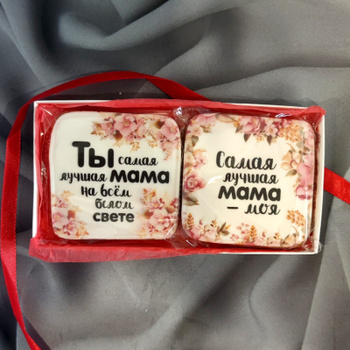 Ты самая
лучшая мама
на всём
белом
свете
Самая
лучшая
мама
– моя